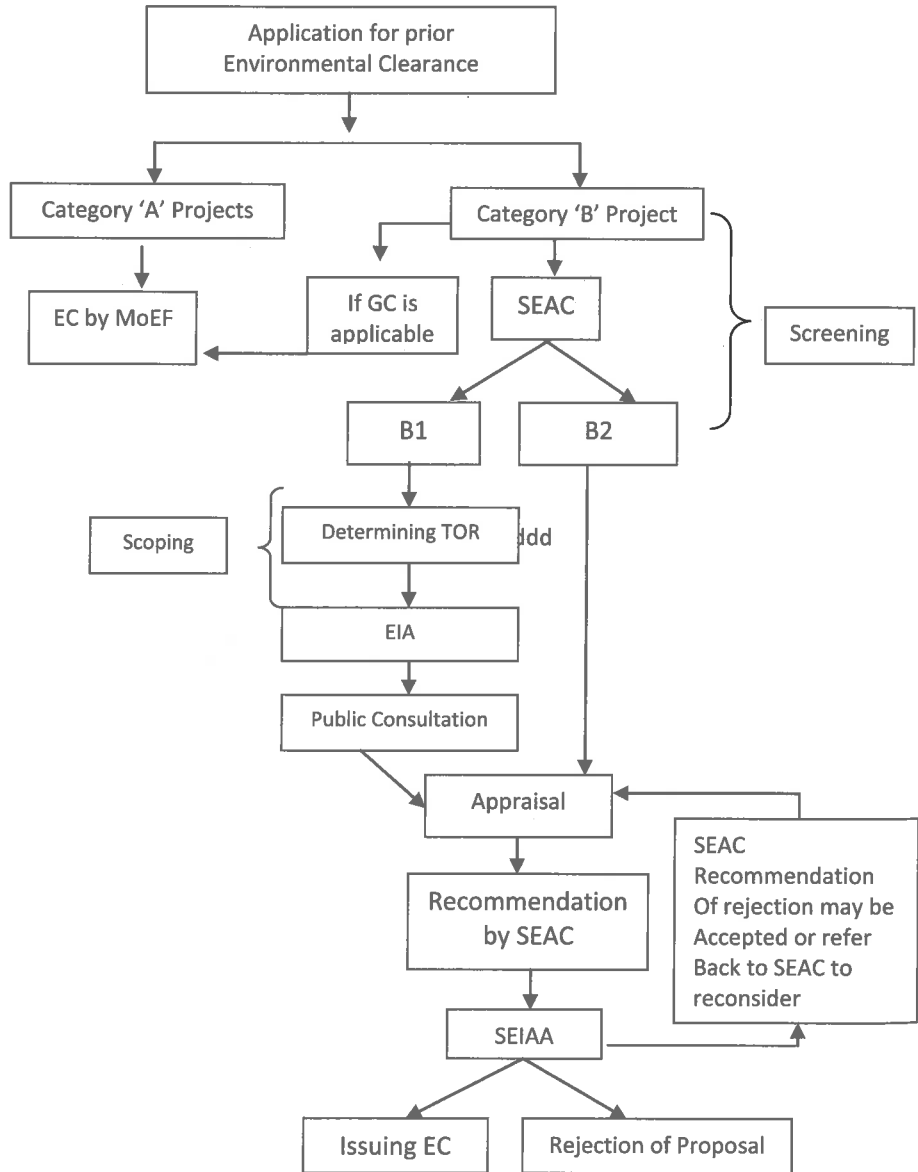 Application for prior
Environmental Clearance
Category ‘A’ Projects
Category ‘B’ Project
EC by MoEF
If GC is
applicable
SEAC
Screening
B1
B2
Scoping
Determining TOR
ddd
EIA
Public Consultation
Appraisal
SEAC
Recommendation
Of rejection may be
Accepted or refer
Back to SEAC to
reconsider
Recommendation
by SEAC
SEIAA
Issuing EC
Rejection of Proposal